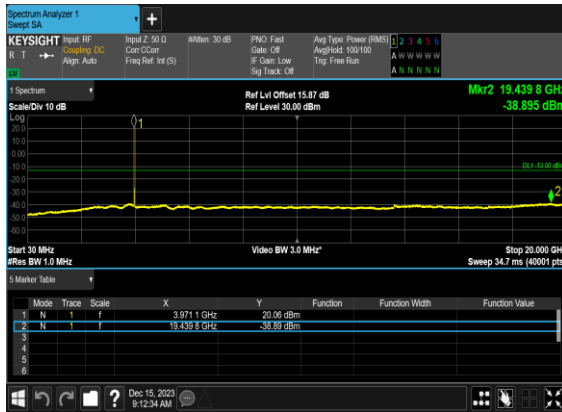 Spectrum Analyzer 1
Swept SA
+
KEYSIGHT Input: RF Input Z: 50 Ω #Atten: 30 dB PNO: Fast Avg Type: Power (RMS) 1 2 3 4 5 6
R T Coupling: DC Corr CCorr Gate: Off Avg|Hold: 100/100 A W W W W W
Align: Auto Freq Ref: Int (S) IF Gain: Low Trig: Free Run
Sig Track: Off A N N N N N
1 Spectrum Ref Lvl Offset 15.87 dB Mkr2 19.439 8 GHz
Scale/Div 10 dB Ref Level 30.00 dBm -38.895 dBm
Log
1
20.0
10.0
0.00
-10.0
DL1 -13.00 dBm
-20.0
-30.0
2
-40.0
-50.0
-60.0
Start 30 MHz Video BW 3.0 MHz* Stop 20.000 GH
#Res BW 1.0 MHz Sweep 34.7 ms (40001 pts
5 Marker Table
Mode Trace Scale X Y Function Function Width Function Value
1 N 1 f 3.971 1 GHz 20.06 dBm
2 N 1 f 19.439 8 GHz -38.89 dBm
3
4
5
6
? Dec 15, 2023
9:12:34 AM